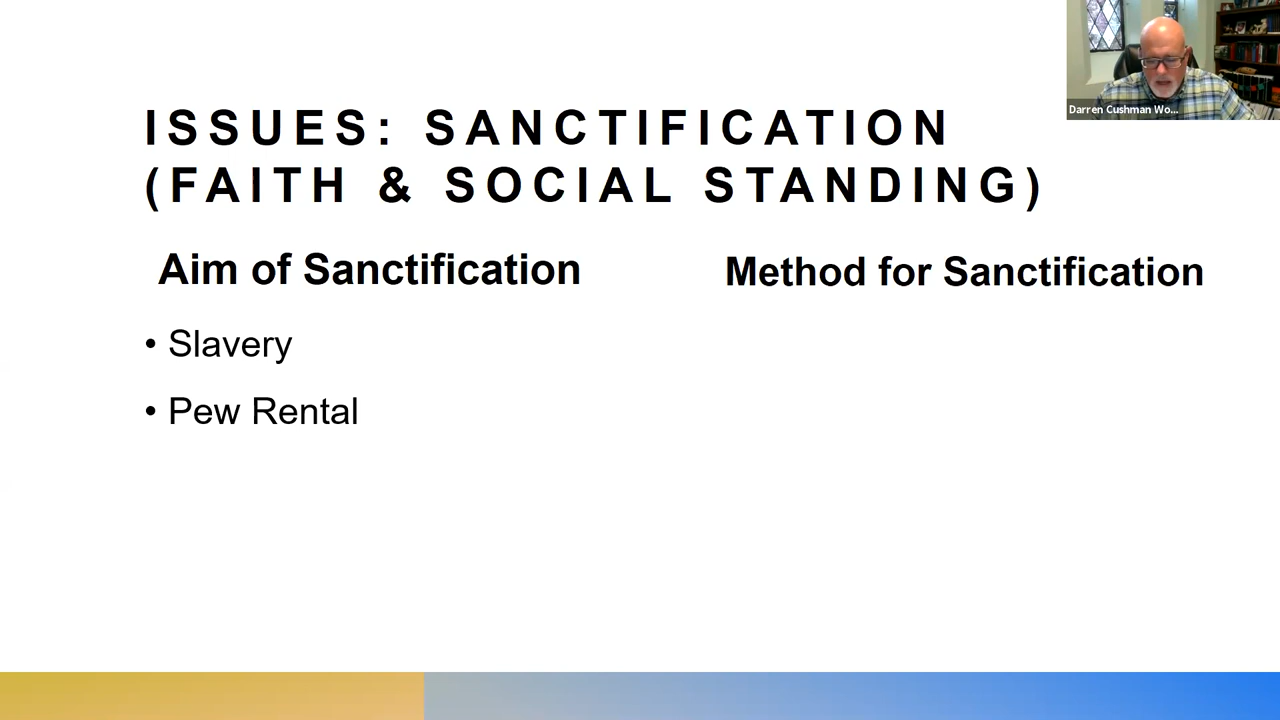 ISSUES: SANCTIFICATION
(FAITH & SOCIAL STANDING)
Aim of Sanctification
• Slavery
• Pew Rental
Method for Sanctification
Darren Cushman Wo...